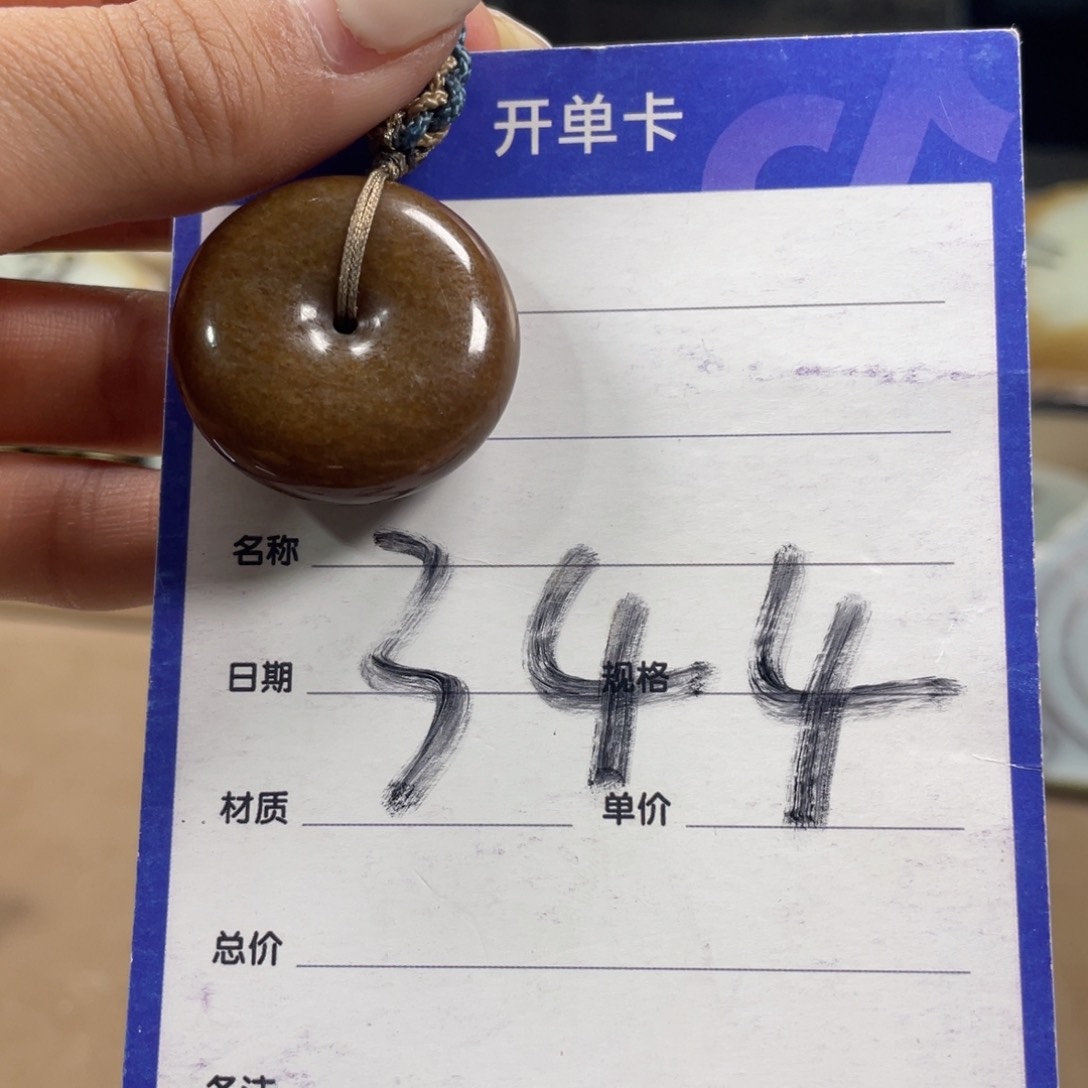 开单卡
名称
344
日期 规格
材质 单价
总价